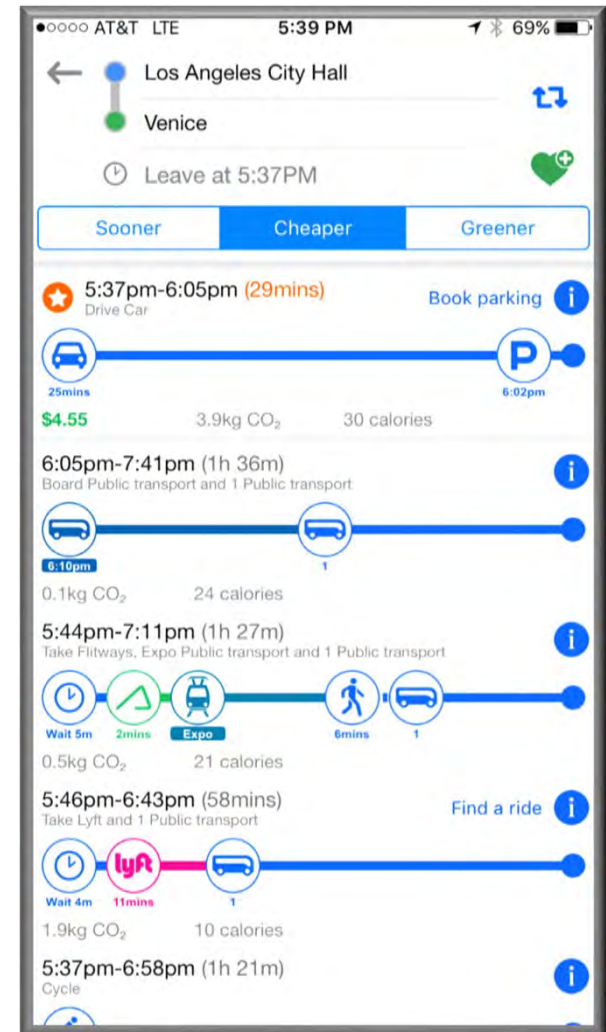 AT&T LTE 5:39 PM 69%
Los Angeles City Hall
Venice
Leave at 5:37PM
Sooner Cheaper Greener
5:37pm-6:05pm (29mins) Book parking i
Drive Car
P
25mins 6:02pm
$4.55 3.9kg CO₂ 30 calories
6:05pm-7:41pm (1h 36m) i
Board Public transport and 1 Public transport
6:10pm 1
0.1kg CO₂ 24 calories
5:44pm-7:11pm (1h 27m) i
Take Flitways, Expo Public transport and 1 Public transport
Wait 5m 2mins Expo 6mins 1
0.5kg CO₂ 21 calories
5:46pm-6:43pm (58mins) Find a ride i
Take Lyft and 1 Public transport
lyft
Wait 4m 11mins 1
1.9kg CO₂ 10 calories
5:37pm-6:58pm (1h 21m) i
Cycle